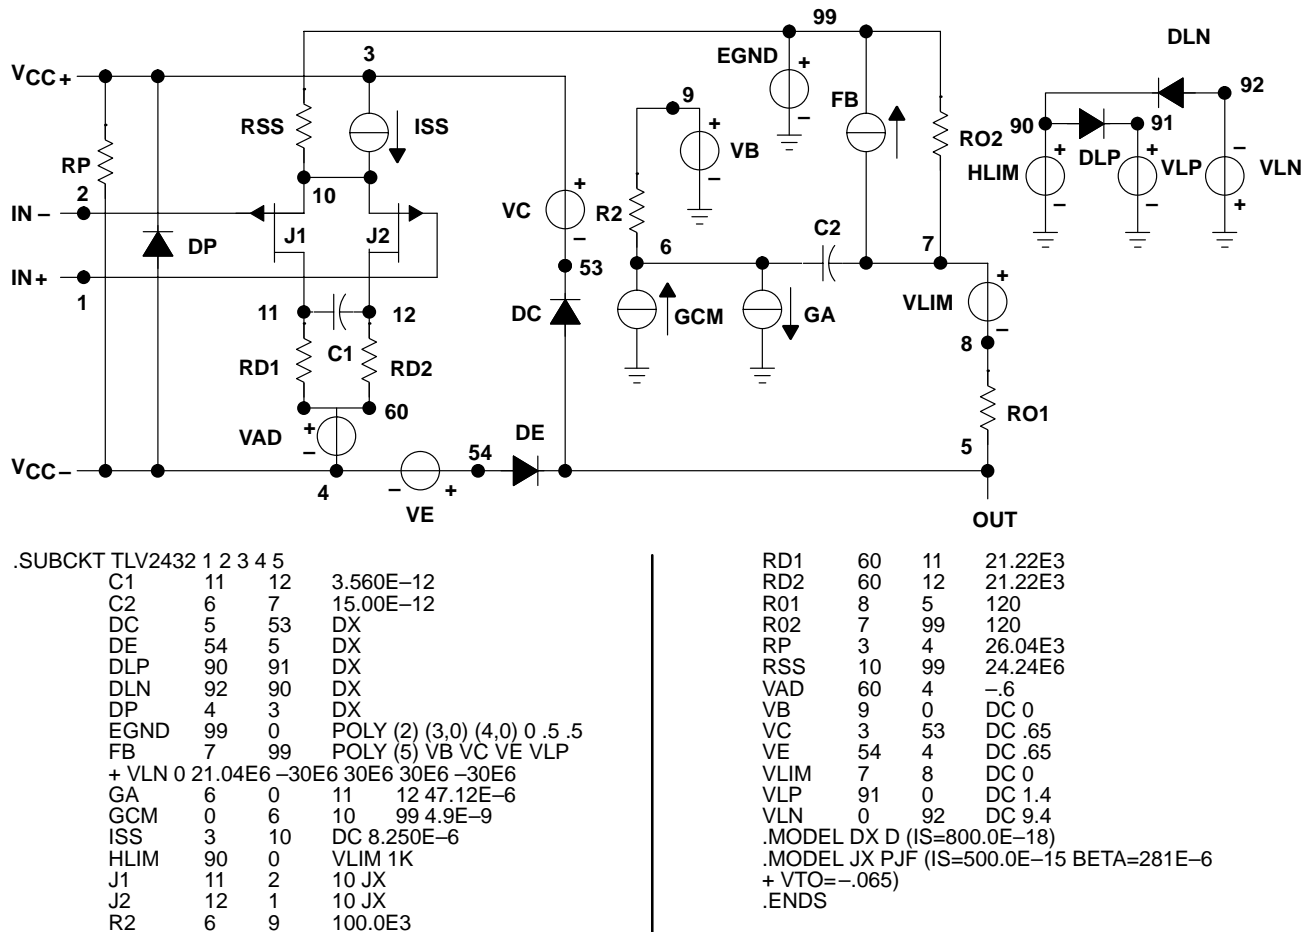 99
DLN
3
VCC+
EGND
+
–
9
FB
92
RSS
ISS
+
–
VB
RO2
90
91
DLP
+
–
HLIM
+
–
VLP
–
+
VLN
RP
2
10
IN–
J1
J2
VC
+
–
R2
C2
DP
6
7
IN+
1
53
+
–
VLIM
11
12
C1
DC
GCM
GA
8
RD1
RD2
60
RO1
VAD
+
–
DE
54
5
VCC–
4
–
+
VE
OUT
.SUBCKT TLV2432 1 2 3 4 5
C1 11 12 3.560E–12
C2 6 7 15.00E–12
DC 5 53 DX
DE 54 5 DX
DLP 90 91 DX
DLN 92 90 DX
DP 4 3 DX
EGND 99 0 POLY (2) (3,0) (4,0) 0 .5 .5
FB 7 99 POLY (5) VB VC VE VLP
+ VLN 0 21.04E6 –30E6 30E6 30E6 –30E6
GA 6 0 11 12 47.12E–6
GCM 0 6 10 99 4.9E–9
ISS 3 10 DC 8.250E–6
HLIM 90 0 VLIM 1K
J1 11 2 10 JX
J2 12 1 10 JX
R2 6 9 100.0E3
RD1 60 11 21.22E3
RD2 60 12 21.22E3
R01 8 5 120
R02 7 99 120
RP 3 4 26.04E3
RSS 10 99 24.24E6
VAD 60 4 –.6
VB 9 0 DC 0
VC 3 53 DC .65
VE 54 4 DC .65
VLIM 7 8 DC 0
VLP 91 0 DC 1.4
VLN 0 92 DC 9.4
.MODEL DX D (IS=800.0E–18)
.MODEL JX PJF (IS=500.0E–15 BETA=281E–6
+ VTO=–.065)
.ENDS